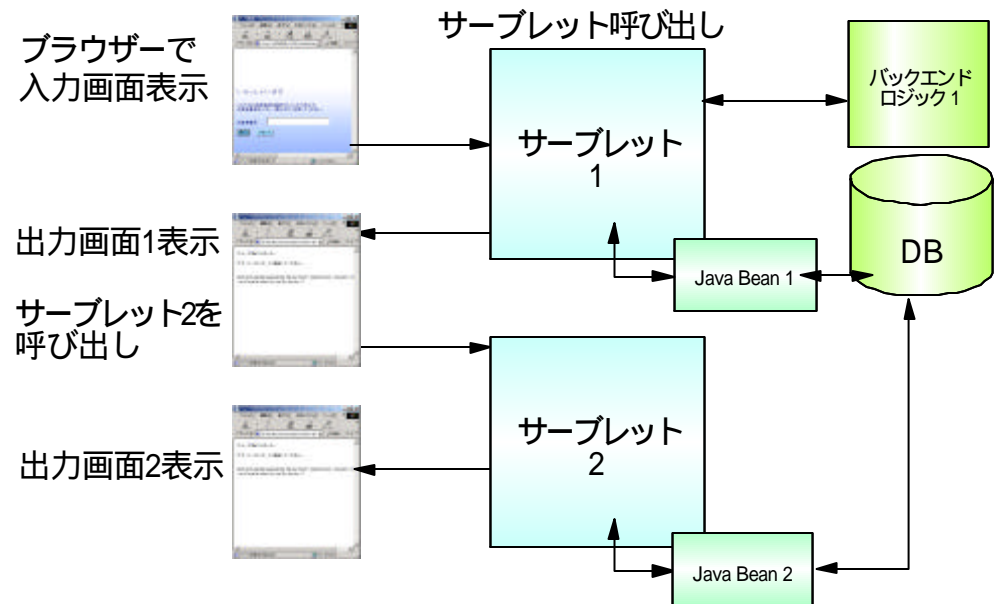 サーブレット呼び出し
ブラウザーで
入力画面表示
バックエンド
ロジック1
サーブレット
1
出力画面1表示
DB
Java Bean 1
サーブレット2を
呼び出し
サーブレット
2
出力画面2表示
Java Bean 2